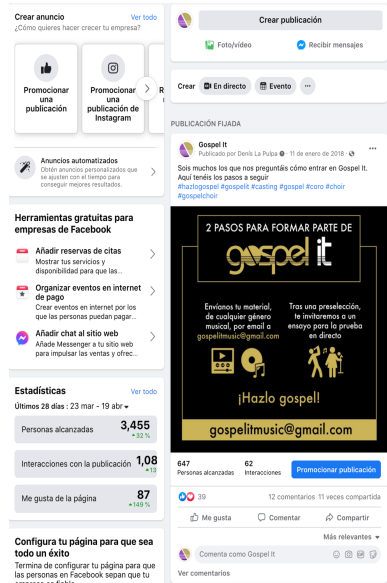 Crear anuncio
Ver todo
¿Cómo quieres hacer crecer tu empresa?
Promocionar
una
publicación
Promocionar
una
publicación de
Instagram
R
Anuncios automatizados
Obtén anuncios personalizados que
se ajusten con el tiempo para
conseguir mejores resultados.
Herramientas gratuitas para
empresas de Facebook
Añadir reservas de citas
Mostrar tus servicios y
disponibilidad para que las...
Organizar eventos en internet
de pago
Crear eventos en internet por los
que las personas puedan pagar...
Añadir chat al sitio web
Añade Messenger a tu sitio web
para impulsar las ventas y ofrec...
Estadísticas
Ver todo
Últimos 28 días : 23 mar - 19 abr
Personas alcanzadas 3,455
32 %
Interacciones con la publicación 1,08
13
Me gusta de la página 87
149 %
Configura tu página para que sea
todo un éxito
Termina de configurar tu página para que
las personas en Facebook sepan que tu
Crear publicación
Foto/vídeo
Recibir mensajes
Crear
En directo
Evento
PUBLICACIÓN FIJADA
Gospel It
Publicado por Denis La Pulpa · 11 de enero de 2018 ·
Sois muchos los que nos preguntáis cómo entrar en Gospel It.
Aquí tenéis los pasos a seguir
#hazlogospel #gospelit #casting #gospel #coro #choir
#gospelchoir
2 PASOS PARA FORMAR PARTE DE
gospel it
Envíanos tu material,
de cualquier género
musical, por email a
gospelitmusic@gmail.com
Tras una preselección,
te invitaremos a un
ensayo para la prueba
en directo
¡Hazlo gospel!
gospelitmusic@gmail.com
647
Personas alcanzadas
62
Interacciones
Promocionar publicación
39
12 comentarios 11 veces compartida
Me gusta
Comentar
Compartir
Más relevantes
Comenta como Gospel It
GIF
Ver comentarios